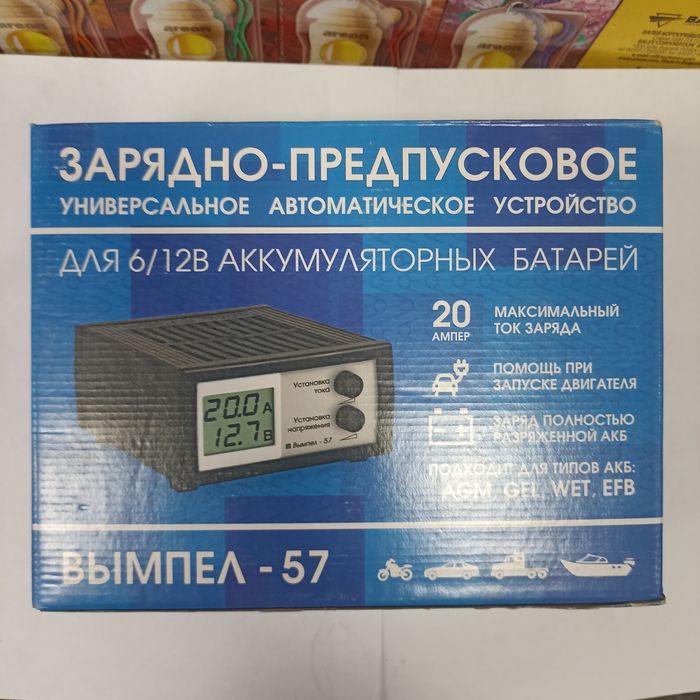 areon
areon
areon
ЗАРЯДНО-ПРЕДПУСКОВОЕ
УНИВЕРСАЛЬНОЕ АВТОМАТИЧЕСКОЕ УСТРОЙСТВО
ДЛЯ 6/12В АККУМУЛЯТОРНЫХ БАТАРЕЙ
20
АМПЕР
МАКСИМАЛЬНЫЙ
ТОК ЗАРЯДА
ПОМОЩЬ ПРИ
ЗАПУСКЕ ДВИГАТЕЛЯ
ЗАРЯД ПОЛНОСТЬЮ
РАЗРЯЖЕННОЙ АКБ
ПОДХОДИТ ДЛЯ ТИПОВ АКБ:
AGM, GEL, WET, EFB
20.0 А
12.7 В
Установка
тока
Установка
напряжения
Вымпел - 57
ВЫМПЕЛ - 57